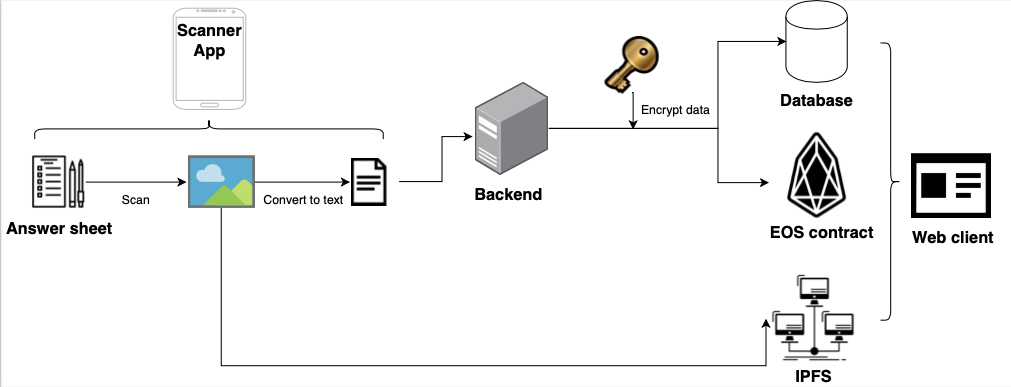 Scanner
App
Scan
Convert to text
Answer sheet
Backend
Encrypt data
Database
EOS contract
IPFS
Web client